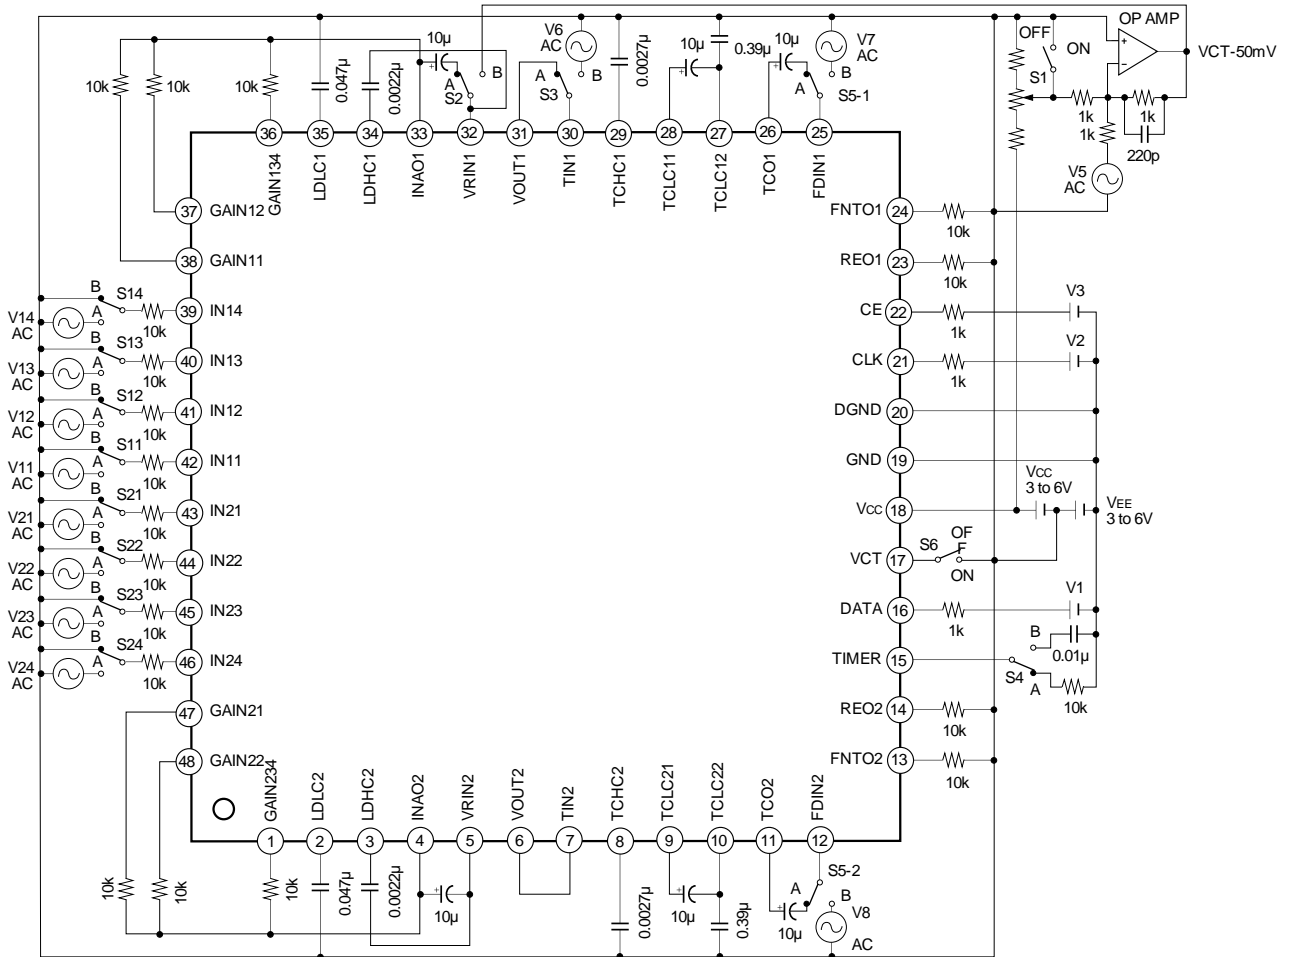 OP AMP
VCT-50mV
OFF
ON
S1
1k
1k
1k
220p
V5
AC
V6
AC
A
B
S3
V7
AC
B
A
S5-1
10µ
A
B
S2
0.047µ
0.0022µ
0.0027µ
10µ
0.39µ
10µ
10k
10k
10k
36
35
34
33
32
31
30
29
28
27
26
25
GAIN134
LDLC1
LDHC1
INAO1
VRIN1
VOUT1
TIN1
TCHC1
TCLC11
TCLC12
TCO1
FDIN1
37
GAIN12
38
GAIN11
39
IN14
B
S14
A
V14
AC
10k
40
IN13
B
S13
A
V13
AC
10k
41
IN12
B
S12
A
V12
AC
10k
42
IN11
B
S11
A
V11
AC
10k
43
IN21
B
S21
A
V21
AC
10k
44
IN22
B
S22
A
V22
AC
10k
45
IN23
B
S23
A
V23
AC
10k
46
IN24
B
S24
A
V24
AC
10k
47
GAIN21
48
GAIN22
FNTO1
24
10k
REO1
23
10k
CE
22
1k
V3
CLK
21
1k
V2
DGND
20
GND
19
VCC
18
VCC
3 to 6V
VEE
3 to 6V
VCT
17
S6
OF
F
ON
DATA
16
1k
V1
TIMER
15
B
0.01µ
S4
A
10k
REO2
14
10k
FNTO2
13
10k
GAIN234
LDLC2
LDHC2
INAO2
VRIN2
VOUT2
TIN2
TCHC2
TCLC21
TCLC22
TCO2
FDIN2
1
2
3
4
5
6
7
8
9
10
11
12
10k
10k
10k
0.047µ
0.0022µ
10µ
0.0027µ
10µ
0.39µ
10µ
A
S5-2
B
V8
AC